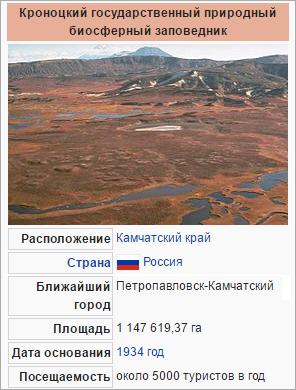 Кроноцкий государственный природный
биосферный заповедник
Расположение Камчатский край
Страна Россия
Ближайший Петропавловск-Камчатский
город
Площадь 1 147 619,37 га
Дата основания 1934 год
Посещаемость около 5000 туристов в год